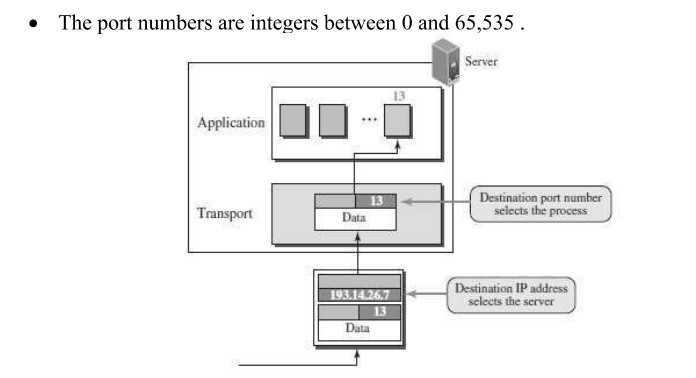 • The port numbers are integers between 0 and 65,535 .
Server
13
Application
...
13
Destination port number
selects the process
Transport
Data
193.14.26.7
Destination IP address
selects the server
13
Data